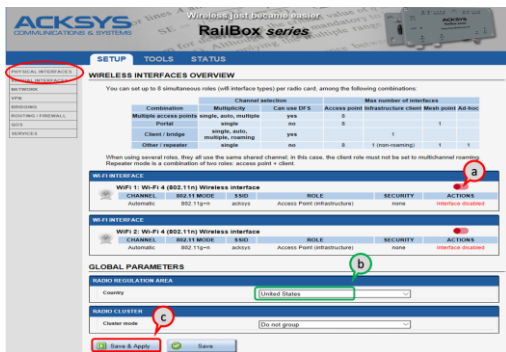 ACKSYS
COMMUNICATIONS & SYSTEMS
Wireless just became easier
RailBox series
ACKSYS
SETUP TOOLS STATUS
PHYSICAL INTERFACES
VIRTUAL INTERFACES
NETWORK
VPN
BRIDGING
ROUTING / FIREWALL
QOS
SERVICES
WIRELESS INTERFACES OVERVIEW
You can set up to 8 simultaneous roles (wifi interface types) per radio card, among the following combinations:
Channel selection Max number of interfaces
Combination Multiplicity Can use DFS Access point Infrastructure client Mesh point Ad-hoc
Multiple access points single, auto, multiple yes 8
Portal single no 8 1
Client / bridge single, auto, multiple, roaming yes 1
Other / repeater single no 8 1 (non-roaming) 1 1
When using several roles, they all use the same shared channel. In this case, the client role must not be set to multichannel roaming
Repeater mode is a combination of two roles: access point + client.
a
WI-FI INTERFACE
WiFi 1: Wi-Fi 4 (802.11n) Wireless interface
CHANNEL 802.11 MODE SSID ROLE SECURITY ACTIONS
Automatic 802.11g+n acksys Access Point (infrastructure) none Interface disabled
WI-FI INTERFACE
WiFi 2: Wi-Fi 4 (802.11n) Wireless interface
CHANNEL 802.11 MODE SSID ROLE SECURITY ACTIONS
Automatic 802.11g+n acksys Access Point (infrastructure) none Interface disabled
GLOBAL PARAMETERS
b
RADIO REGULATION AREA
Country United States
RADIO CLUSTER
c
Cluster mode Do not group
Save & Apply Save